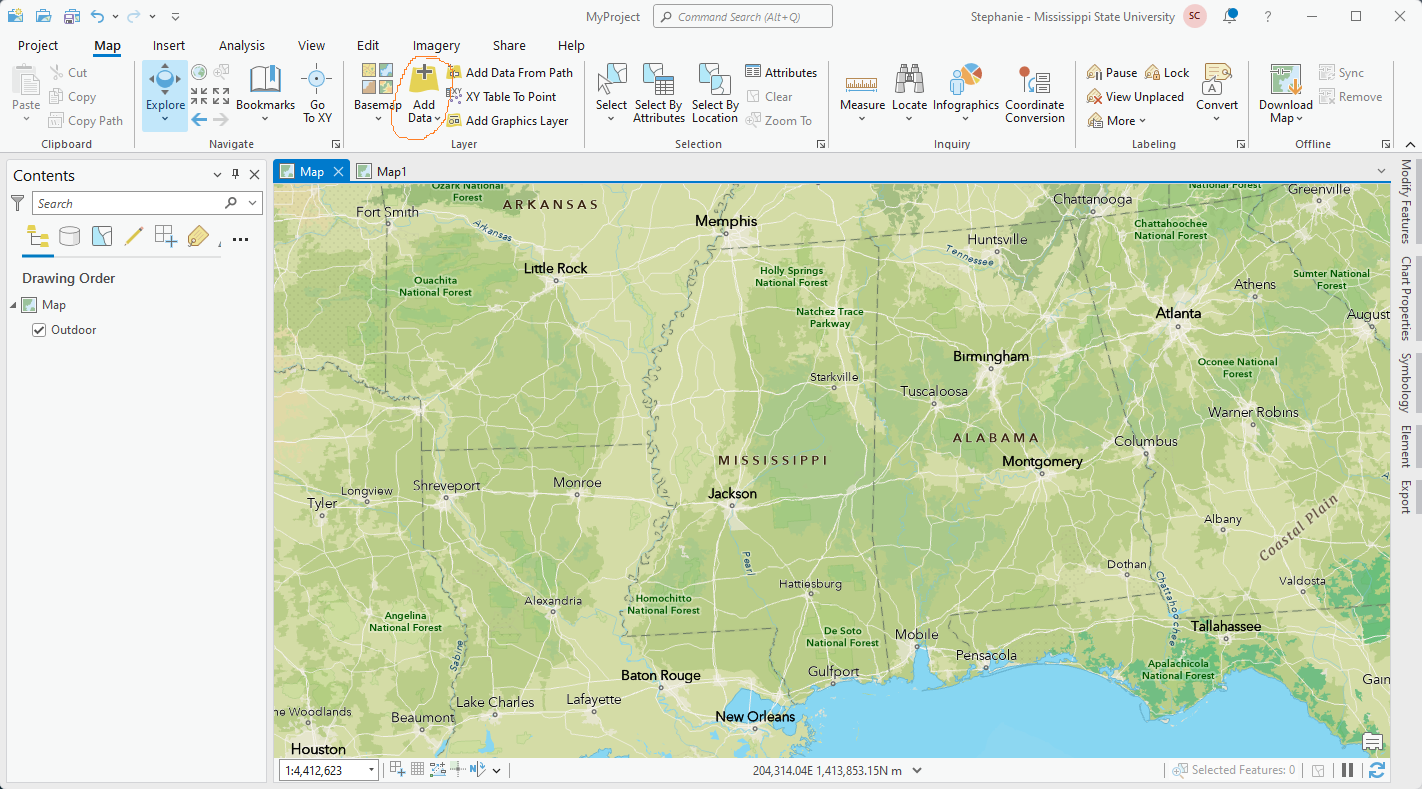 MyProject
Command Search (Alt+Q)
Stephanie - Mississippi State University
SC
?
Project Map Insert Analysis View Edit Imagery Share Help
Paste
Cut
Copy
Copy Path
Clipboard
Explore
Bookmarks
Go
To XY
Navigate
Basemap
Add
Data
Add Data From Path
XY Table To Point
Add Graphics Layer
Layer
Select
Select By
Attributes
Select By
Location
Attributes
Clear
Zoom To
Selection
Measure
Locate
Infographics
Coordinate
Conversion
Inquiry
Pause
Lock
View Unplaced
More
Convert
Labeling
Download
Map
Sync
Remove
Offline
Contents
Search
Drawing Order
Map
Outdoor
Map
Map1
Ozark National
Forest
ARKANSAS
Fort Smith
Arkansas
Memphis
Chattanooga
National Forest
Greenville
Chattahoochee
National Forest
Huntsville
Tennessee
Little Rock
Ouachita
National Forest
Holly Springs
National Forest
Sumter National
Forest
Athens
Natchez Trace
Parkway
Atlanta
August
Birmingham
Oconee National
Forest
Starkville
Tuscaloosa
Warner Robins
ALABAMA
Columbus
MISSISSIPPI
Montgomery
Longview
Shreveport
Monroe
Jackson
Tyler
Albany
Coastal Plain
Pearl
Dothan
Hattiesburg
Chattahoochee
Valdosta
Alexandria
Homochitto
National Forest
Angelina
National Forest
Sabine
De Soto
National Forest
Mobile
Tallahassee
Pensacola
Apalachicola
National Forest
Baton Rouge
Gulfport
Gain
Lake Charles
Lafayette
he Woodlands
Beaumont
New Orleans
Houston
1:4,412,623
N
204,314.04E 1,413,853.15N m
Selected Features: 0
Modify Features
Chart Properties
Symbology
Element
Export